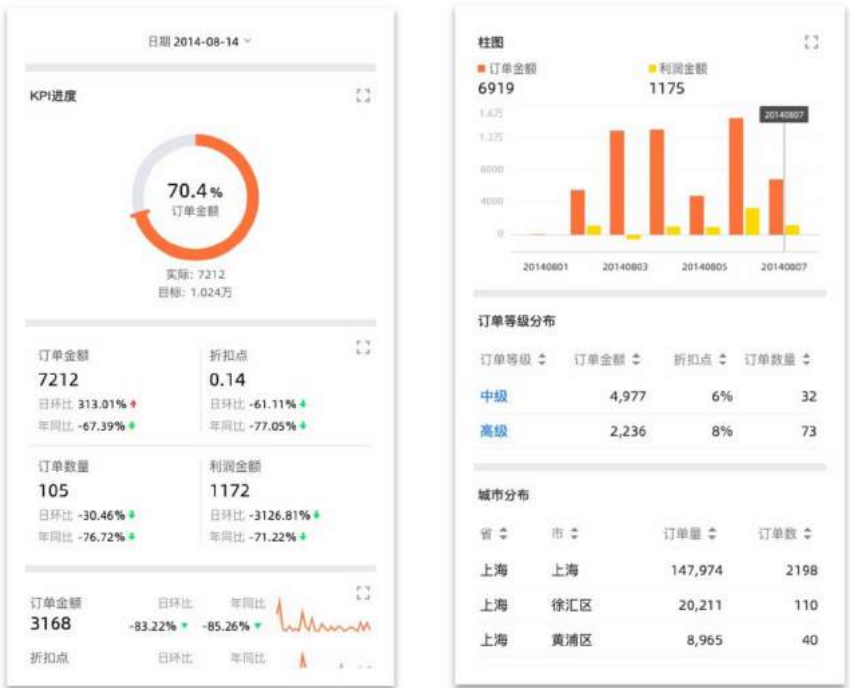 日期 2014-08-14
KPI进度
70.4%
订单金额
实际: 7212
目标: 1.024万
订单金额 折扣点
7212 0.14
日环比 313.01% 日环比 -61.11%
年同比 -67.39% 年同比 -77.05%
订单数量 利润金额
105 1172
日环比 -30.46% 日环比 -3126.81%
年同比 -76.72% 年同比 -71.22%
订单金额 日环比 年同比
3168 -83.22% -85.26%
折扣点 日环比 年同比
柱图
订单金额 利润金额
6919 1175
1.6万
20140807
1.2万
8000
4000
0
20140801 20140803 20140805 20140807
订单等级分布
订单等级 订单金额 折扣点 订单数量
中级 4,977 6% 32
高级 2,236 8% 73
城市分布
省 市 订单量 订单数
上海 上海 147,974 2198
上海 徐汇区 20,211 110
上海 黄浦区 8,965 40